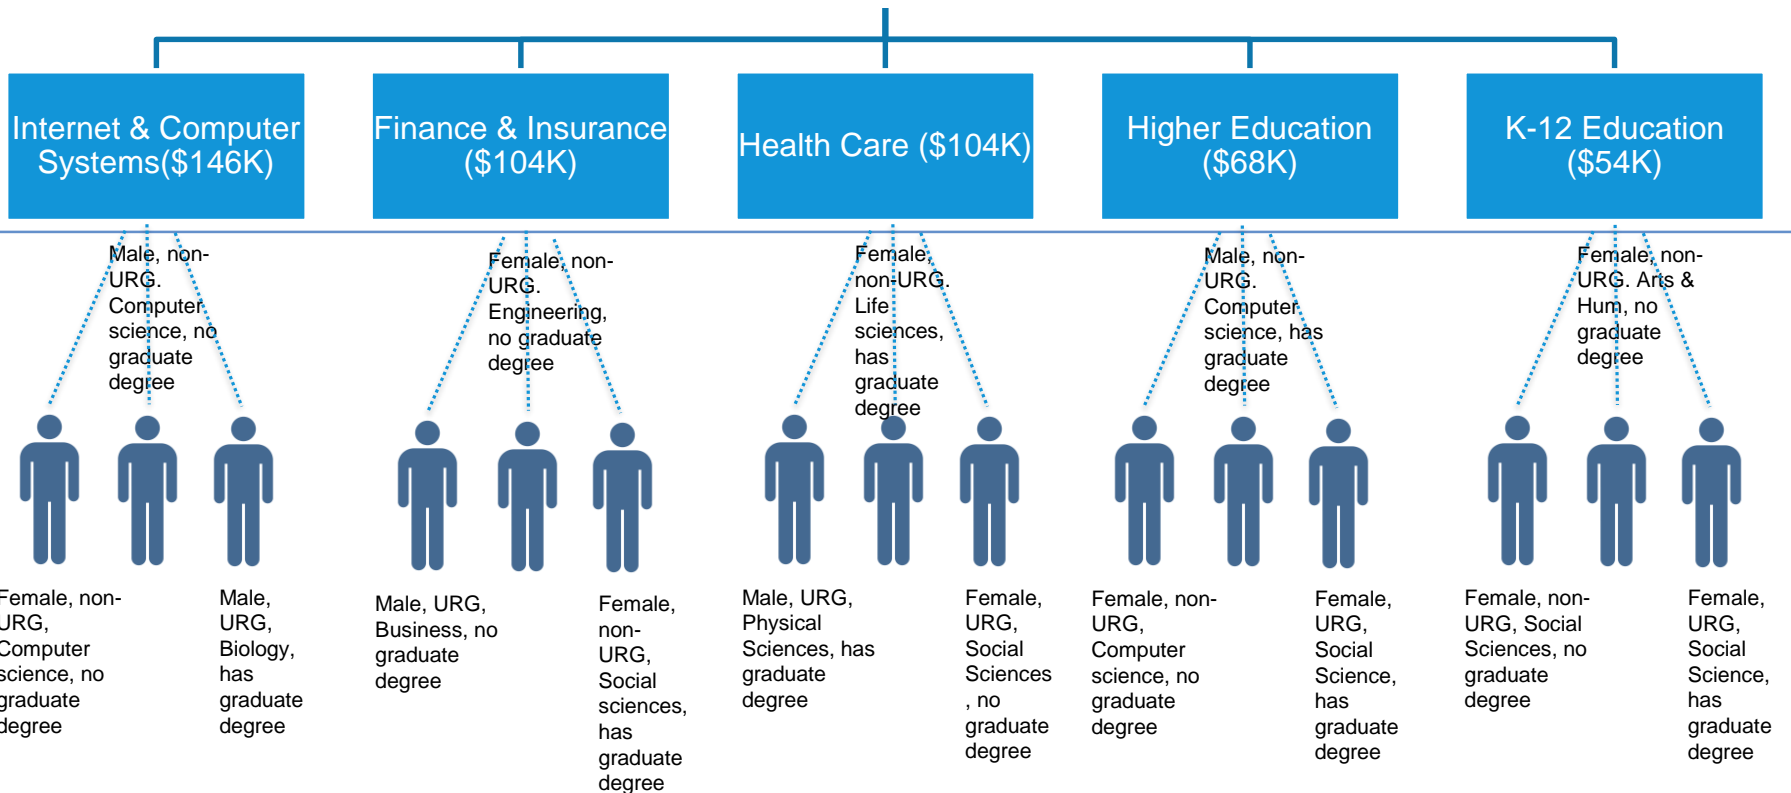 Internet & Computer
Systems($146K)
Finance & Insurance
($104K)
Health Care ($104K)
Higher Education
($68K)
K-12 Education
($54K)
Male, non-
URG.
Computer
science, no
graduate
degree
Female, non-
URG.
Engineering,
no graduate
degree
Female,
non-URG.
Life
sciences,
has
graduate
degree
Male, non-
URG.
Computer
science, has
graduate
degree
Female, non-
URG. Arts &
Hum, no
graduate
degree
Female, non-
URG,
Computer
science, no
graduate
degree
Male,
URG,
Biology,
has
graduate
degree
Male, URG,
Business, no
graduate
degree
Female,
non-
URG,
Social
sciences,
has
graduate
degree
Male, URG,
Physical
Sciences, has
graduate
degree
Female,
URG,
Social
Sciences
, no
graduate
degree
Female, non-
URG,
Computer
science, no
graduate
degree
Female,
URG,
Social
Science,
has
graduate
degree
Female, non-
URG, Social
Sciences, no
graduate
degree
Female,
URG,
Social
Science,
has
graduate
degree